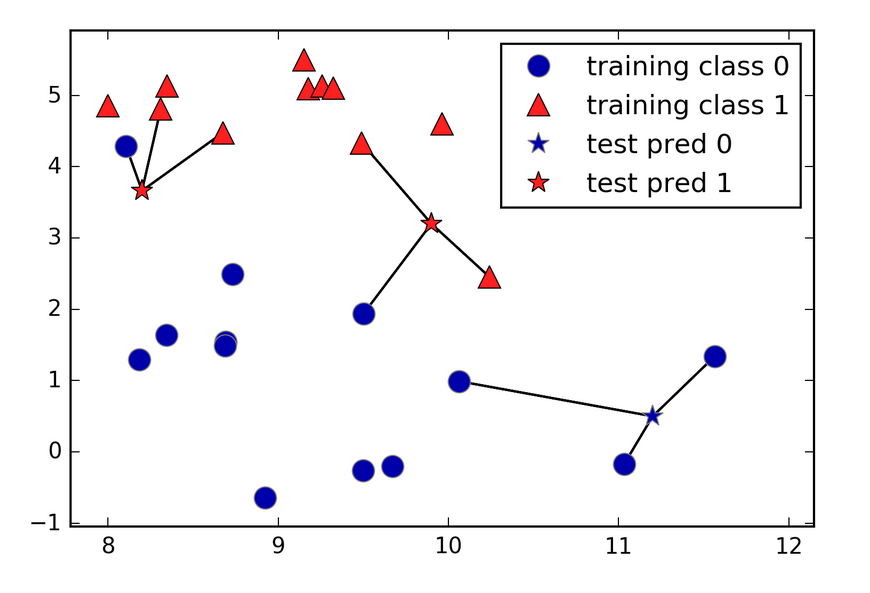 training class 0
training class 1
test pred 0
test pred 1
5
4
3
2
1
0
−1
8 9 10 11 12